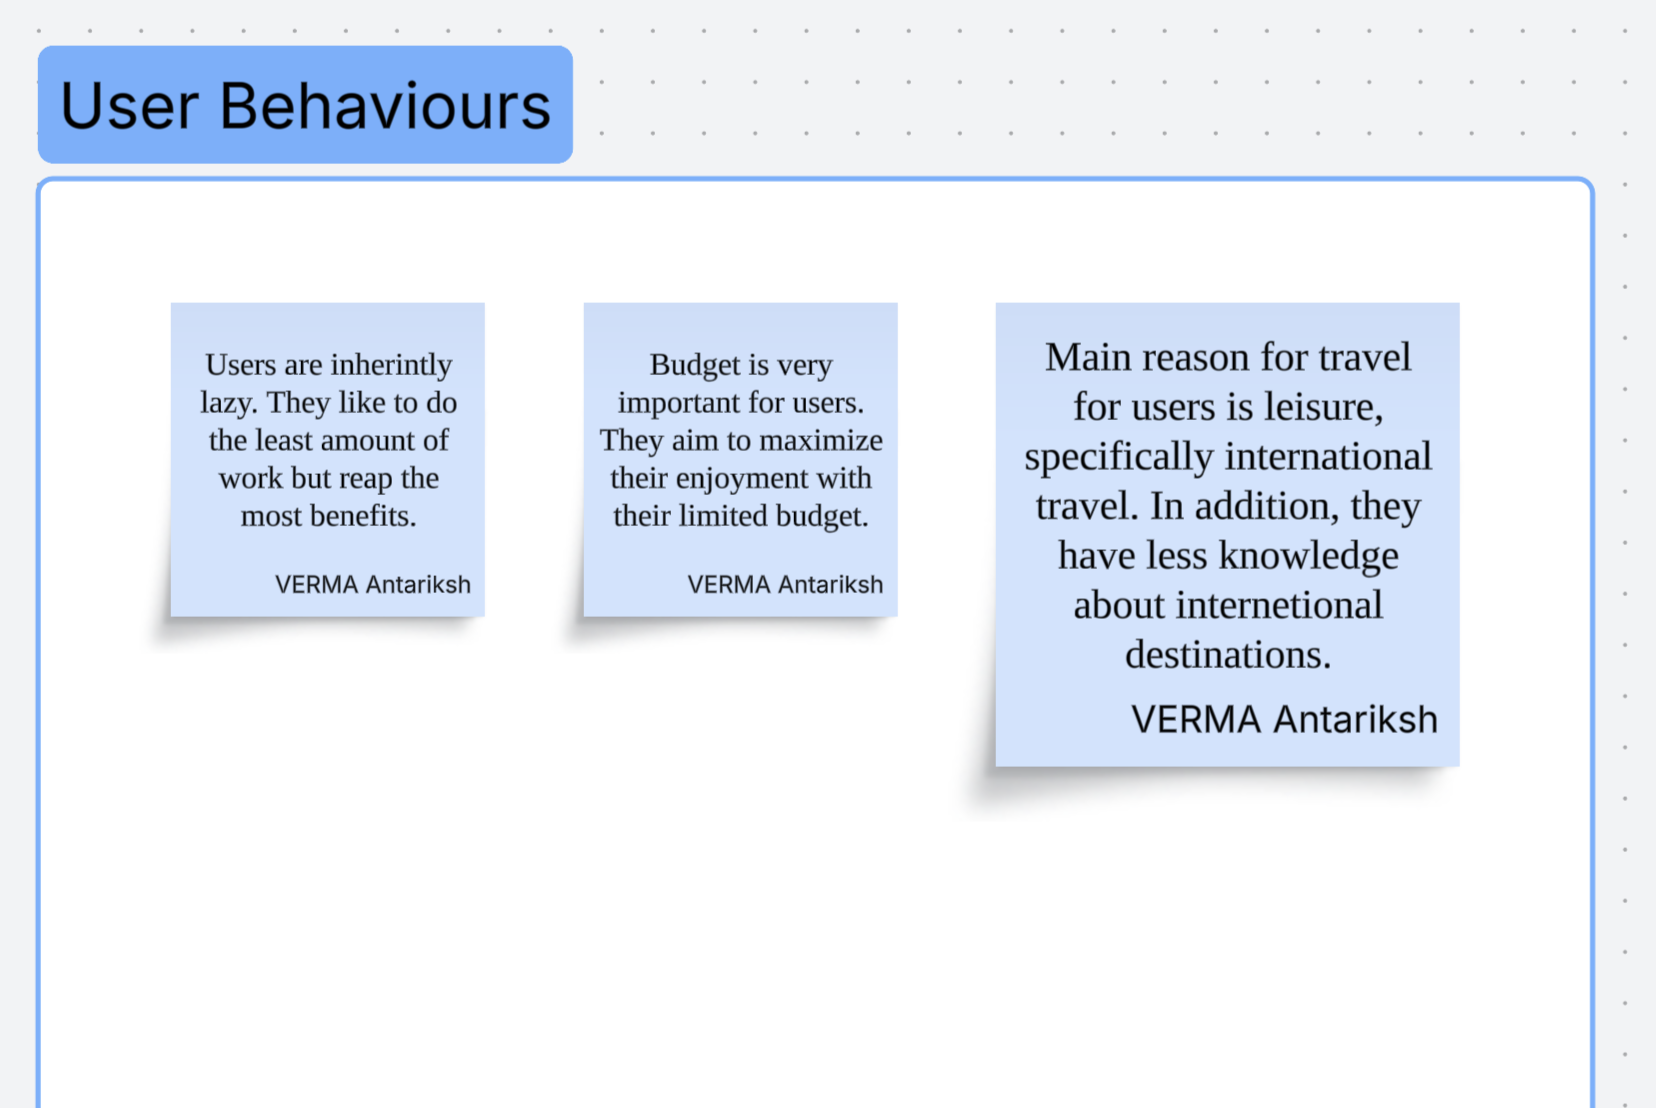 User Behaviours
Users are inherintly
lazy. They like to do
the least amount of
work but reap the
most benefits.
VERMA Antariksh
Budget is very
important for users.
They aim to maximize
their enjoyment with
their limited budget.
VERMA Antariksh
Main reason for travel
for users is leisure,
specifically international
travel. In addition, they
have less knowledge
about internetional
destinations.
VERMA Antariksh